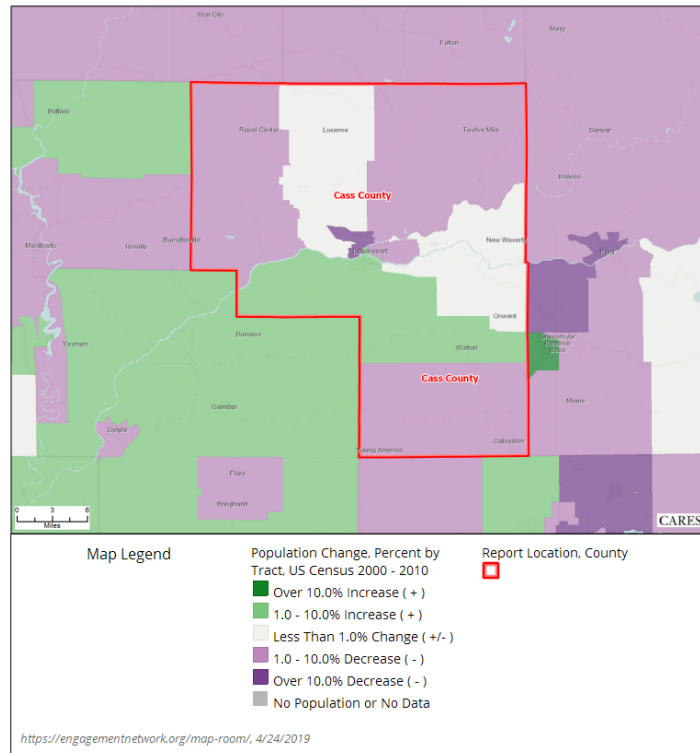 Star City
Fulton
Macy
Buffalo
Royal Center
Lucerne
Twelve Mile
Denver
Mexico
Cass County
Monticello
Idaville
Burnettsville
Logansport
New Waverly
Peru
Onward
Grissom Air
Reserve
Base
Yeoman
Burrows
Walton
Cass County
Camden
Miami
Delphi
Young America
Galveston
Flora
Bringhurst
0 3 6
Miles
CARES
Map Legend
Population Change, Percent by
Tract, US Census 2000 - 2010
Over 10.0% Increase ( + )
1.0 - 10.0% Increase ( + )
Less Than 1.0% Change ( +/- )
1.0 - 10.0% Decrease ( - )
Over 10.0% Decrease ( - )
No Population or No Data
Report Location, County
https://engagementnetwork.org/map-room/, 4/24/2019